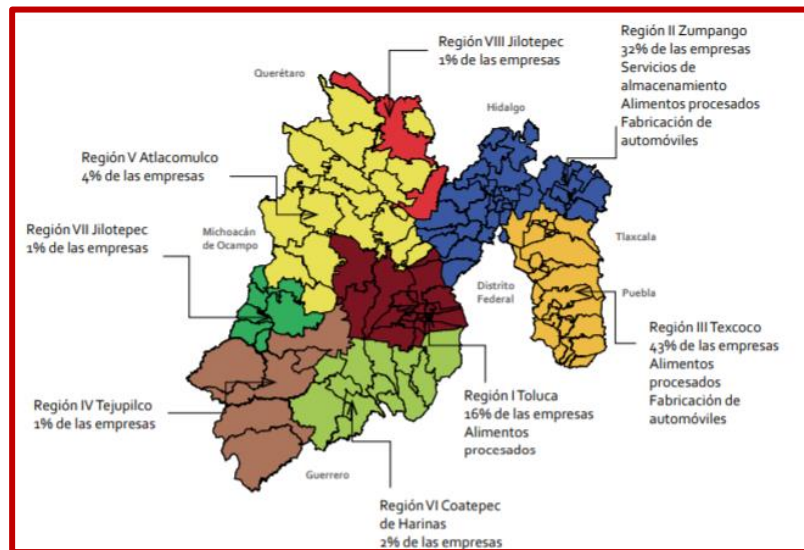 Región VIII Jilotepec
1% de las empresas
Querétaro
Región II Zumpango
32% de las empresas
Servicios de
almacenamiento
Alimentos procesados
Fabricación de
automóviles
Hidalgo
Región V Atlacomulco
4% de las empresas
Región VII Jilotepec
1% de las empresas
Michoacán
de Ocampo
Tlaxcala
Distrito
Federal
Puebla
Región III Texcoco
43% de las empresas
Alimentos
procesados
Fabricación de
automóviles
Región IV Tejupilco
1% de las empresas
Región I Toluca
16% de las empresas
Alimentos
procesados
Guerrero
Región VI Coatepec
de Harinas
2% de las empresas